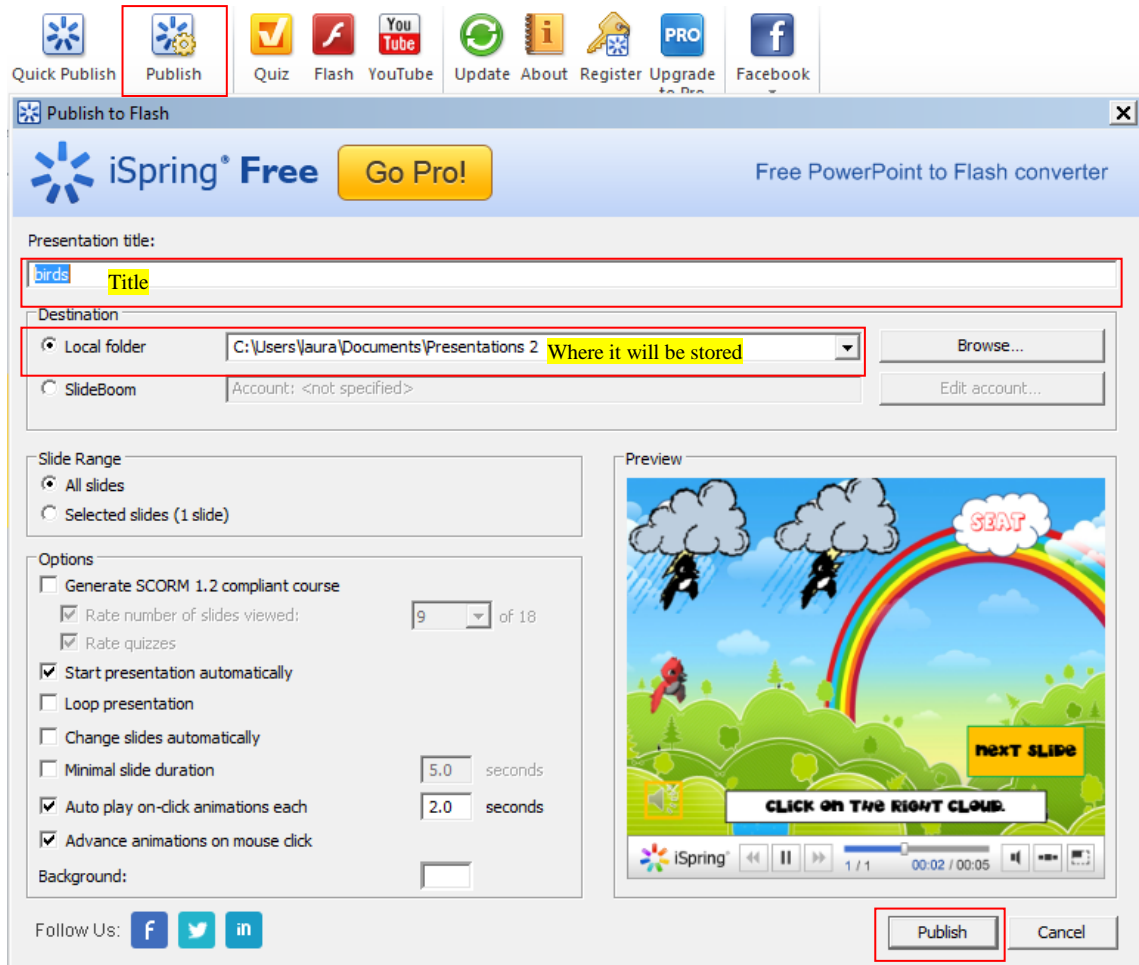 You
Tube
PRO
Quick Publish Publish Quiz Flash YouTube Update About Register Upgrade to Pro Facebook
Publish to Flash
iSpring® Free Go Pro! Free PowerPoint to Flash converter
Presentation title:
birds Title
Destination
Local folder C:\Users\laura\Documents\Presentations 2 Where it will be stored Browse...
SlideBoom Account: <not specified> Edit account...
Slide Range
All slides
Selected slides (1 slide)
Options
Generate SCORM 1.2 compliant course
Rate number of slides viewed: 9 of 18
Rate quizzes
Start presentation automatically
Loop presentation
Change slides automatically
Minimal slide duration 5.0 seconds
Auto play on-click animations each 2.0 seconds
Advance animations on mouse click
Background:
Preview
SEAT
NEXT SLIDE
CLICK ON THE RIGHT CLOUD.
iSpring® 1 / 1 00:02 / 00:05
Follow Us: f in
Publish Cancel